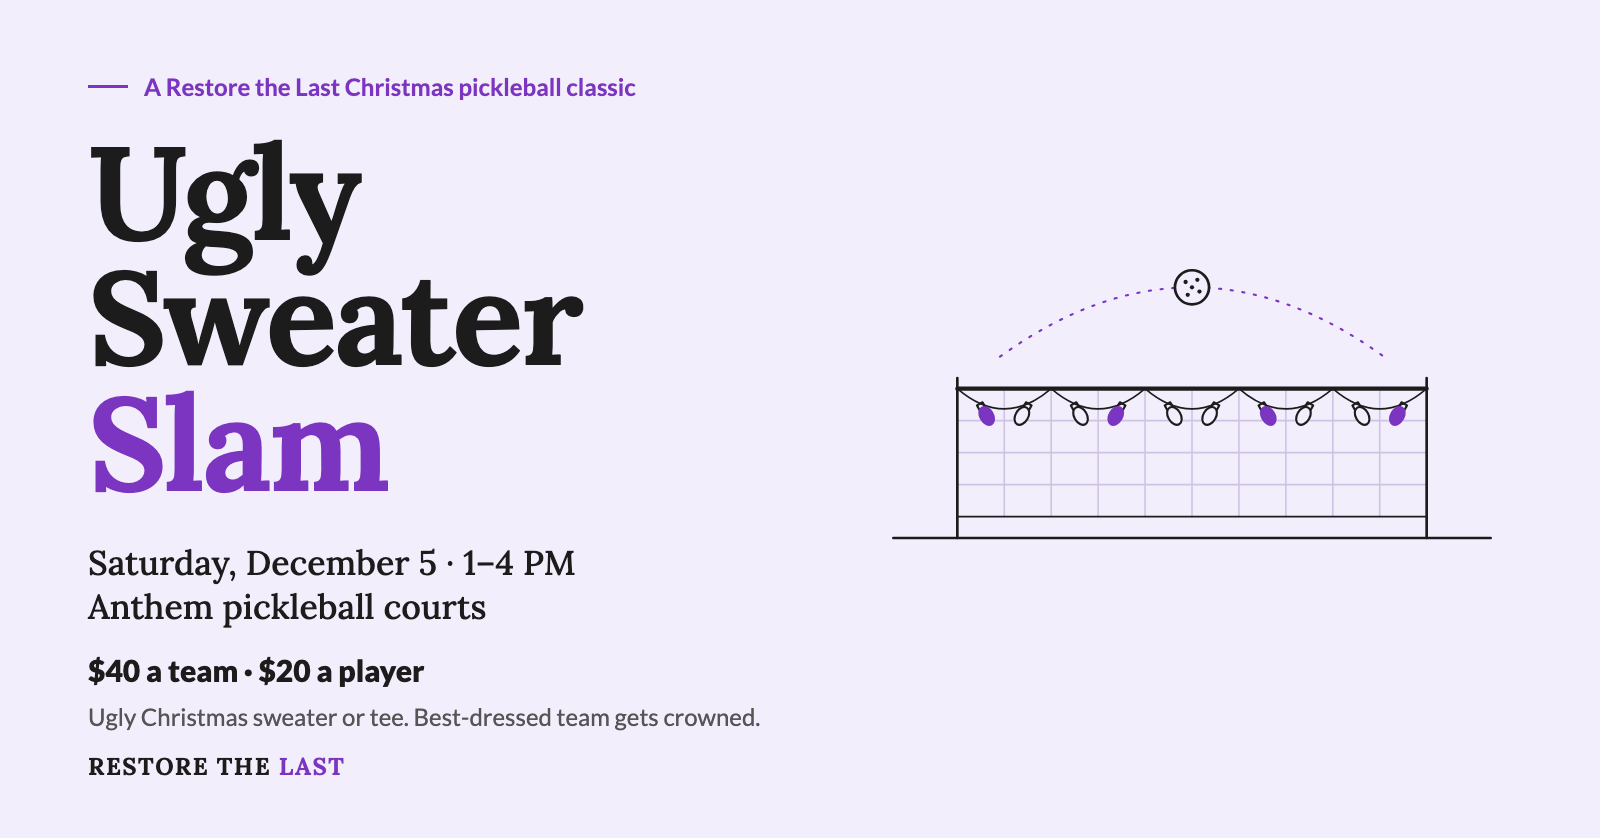 A Restore the Last Christmas pickleball classic
Ugly
Sweater
Slam
Saturday, December 5 · 1–4 PM
Anthem pickleball courts
$40 a team · $20 a player
Ugly Christmas sweater or tee. Best-dressed team gets crowned.
RESTORE THE LAST